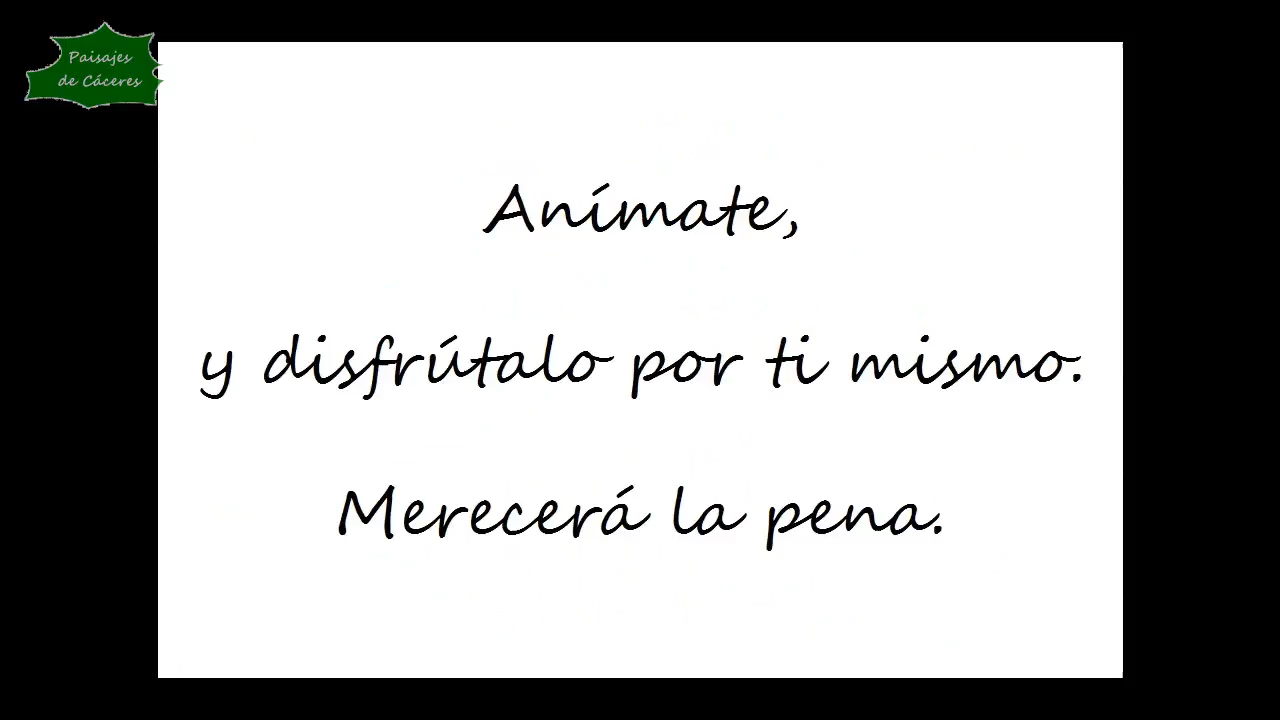 Paisajes
de Cáceres
Anímate,
y disfrútalo por ti mismo.
Merecerá la pena.